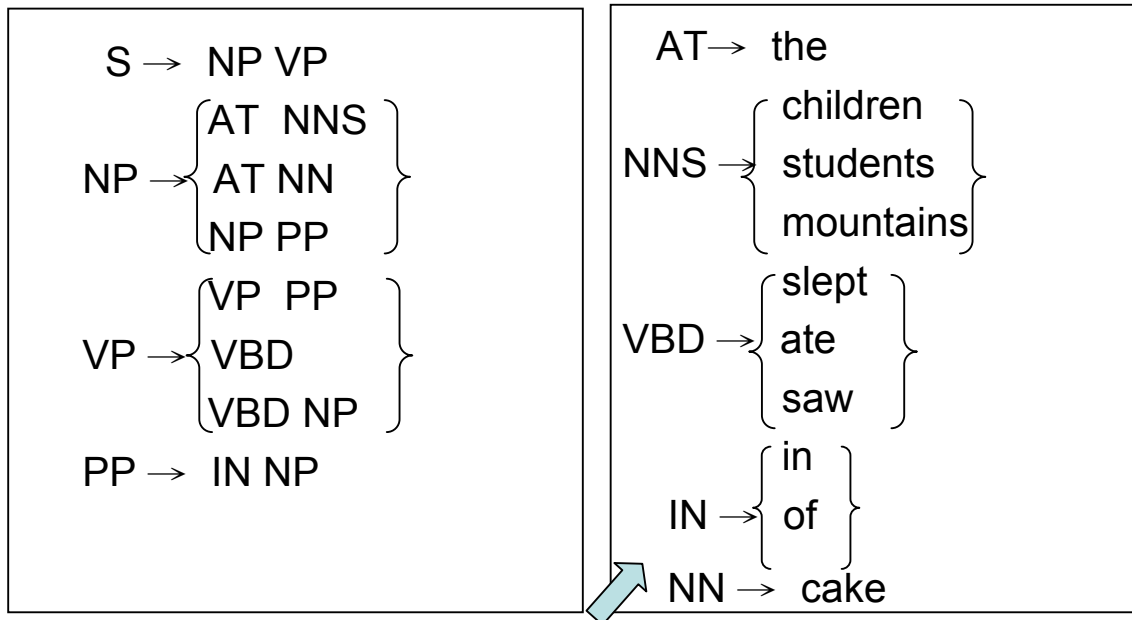 S → NP VP
AT NNS
NP → AT NN
NP PP
VP PP
VP → VBD
VBD NP
PP → IN NP
AT → the
children
NNS → students
mountains
slept
VBD → ate
saw
in
IN → of
NN → cake